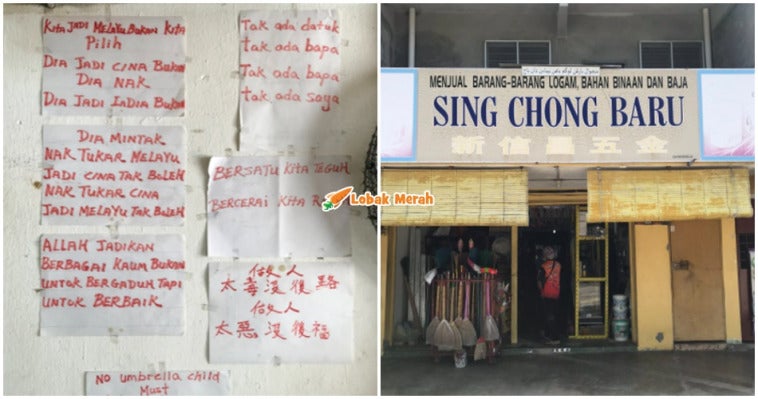 KITA JADI MELAYU BUKAN KITA
PILIH
DIA JADI CINA BUKAN
DIA NAK
DIA JADI INDIA BUKAN
DIA MINTAK
NAK TUKAR MELAYU
JADI CINA TAK BOLEH
NAK TUKAR CINA
JADI MELAYU TAK BOLEH
ALLAH JADIKAN
BERBAGAI KAUM BUKAN
UNTUK BERGADUH TAPI
UNTUK BERBAIK
Tak ada datuk
tak ada bapa
Tak ada bapa
tak ada saya
BERSATU KITA TEGUH
BERCERAI KITA
做人
太毒沒後路
做人
太惡沒後福
NO umbrella child
Must
Lobak Merah
MENJUAL BARANG-BARANG LOGAM, BAHAN BINAAN DAN BAJA
SING CHONG BARU
新信昌五金